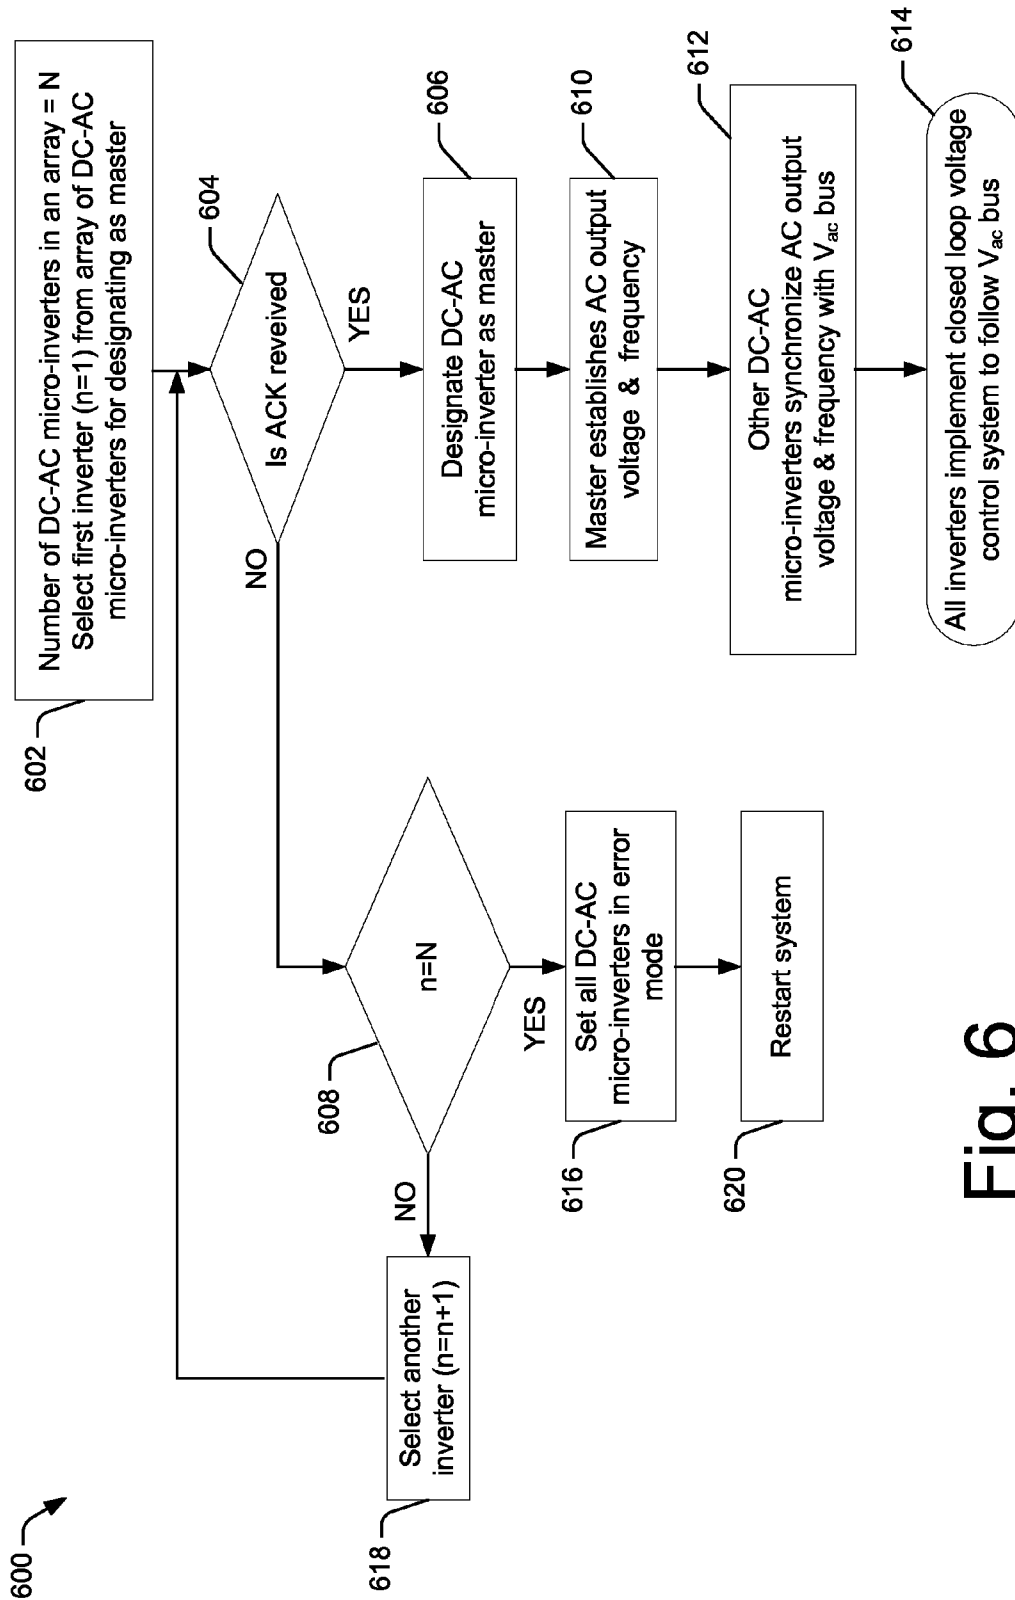 600
602
Number of DC-AC micro-inverters in an array = N
Select first inverter (n=1) from array of DC-AC
micro-inverters for designating as master
604
Is ACK reveived
YES
NO
606
Designate DC-AC
micro-inverter as master
610
Master establishes AC output
voltage & frequency
612
Other DC-AC
micro-inverters synchronize AC output
voltage & frequency with Vac bus
614
All inverters implement closed loop voltage
control system to follow Vac bus
608
n=N
YES
NO
616
Set all DC-AC
micro-inverters in error
mode
620
Restart system
618
Select another
inverter (n=n+1)
Fig. 6